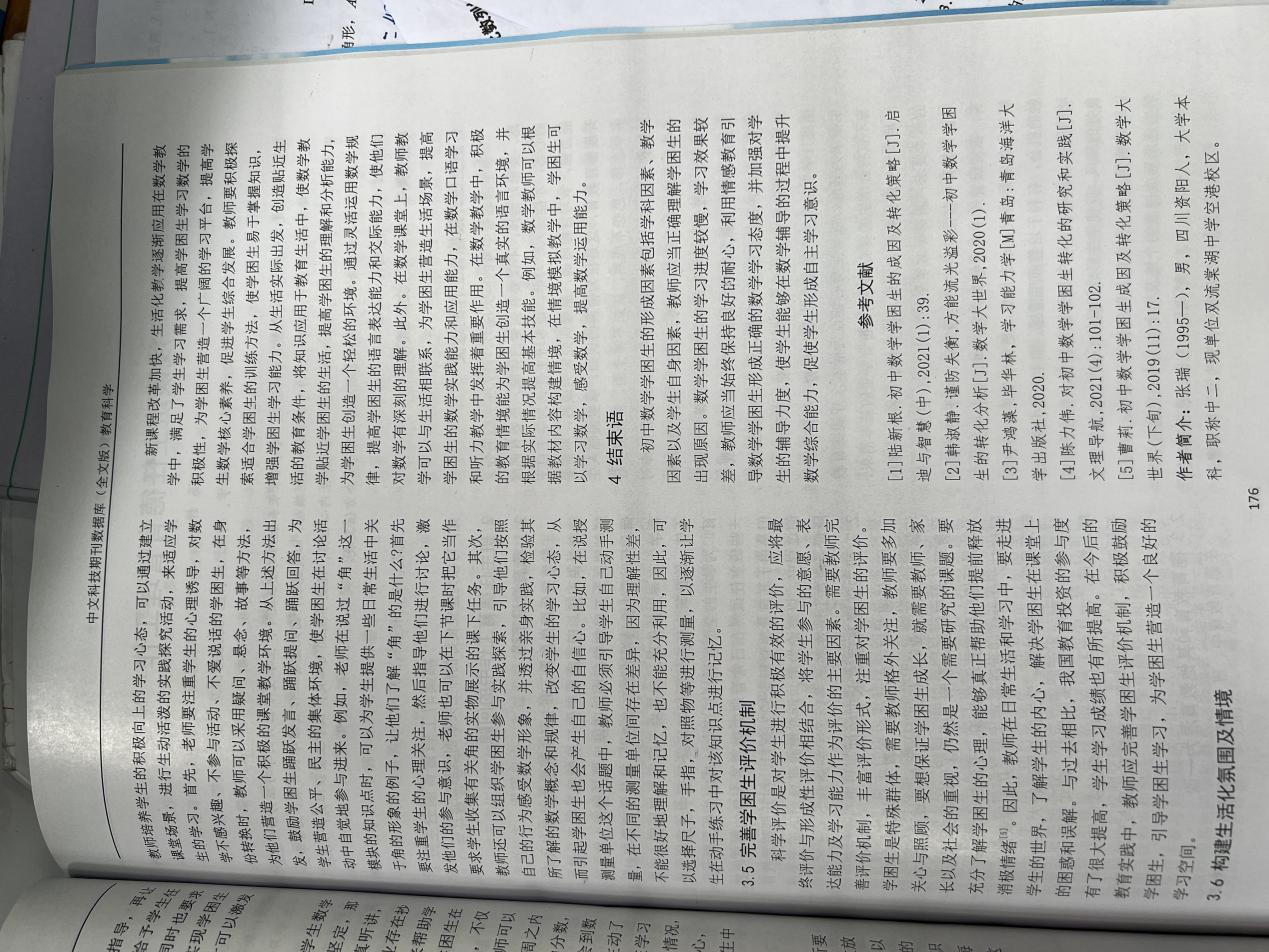 中文科技期刊数据库（全文版）教育科学
教师培养学生的积极向上的学习心态，可以通过建立
课堂场景，进行生动活泼的实践探究活动，来适应学
生的学习。首先，老师要注重学生的心理诱导，对数
学不感兴趣、不参与活动、不爱说话的学困生，在身
份转换时，教师可以采用疑问、悬念、故事等方法，
为他们营造一个积极的课堂教学环境。从上述方法出
发，鼓励学困生踊跃发言、踊跃提问、踊跃回答，为
学生营造公平、民主的集体环境，使学困生在讨论活
动中自觉地参与进来。例如，老师在说过“角”这一
模块的知识点时，可以为学生提供一些日常生活中关
于角的形象的例子，让他们了解“角”的是什么?首先
要注重学生的心理关注，然后指导他们进行讨论，激
发他们的参与意识，老师也可以在下节课时把它当作
要求学生收集有关角的实物展示的课下任务。其次，
教师还可以组织学困生参与实践探索，引导他们按照
自己的行为感受数学形象，并透过亲身实践，检验其
所了解的数学概念和规律，改变学生的学习心态，从
而引起学困生也会产生自己的自信心。比如，在说授
测量单位这个话题中，教师必须引导学生自己动手测
量，在不同的测量单位间存在差异，因为理解性差，
不能很好地理解和记忆，也不能充分利用，因此，可
以选择尺子，手指，对照物等进行测量，以逐渐让学
生在动手练习中对该知识点进行记忆。
3.5 完善学困生评价机制
科学评价是对学生进行积极有效的评价，应将最
终评价与形成性评价相结合，将学生参与的意愿、表
达能力及学习能力作为评价的主要因素。需要教师完
善评价机制，丰富评价形式，注重对学困生的评价。
学困生是特殊群体，需要教师格外关注，教师要多加
关心与照顾，要想保证学困生成长，就需要教师、家
长以及社会的重视，仍然是一个需要研究的课题。要
充分了解学困生的心理，能够真正帮助他们提前释放
消极情绪[5]。因此，教师在日常生活和学习中，要走进
学生的世界，了解学生的内心，解决学困生在课堂上
的困惑和误解。与过去相比，我国教育投资的参与度
有了很大提高，学生学习成绩也有所提高。在今后的
教育实践中，教师应完善学困生评价机制，积极鼓励
学困生，引导学困生学习，为学生营造一个良好的
学习空间。
3.6 构建生活化氛围及情境
新课程改革加快，生活化教学逐渐应用在数学教
学中，满足了学生学习需求，提高学困生学习数学的
积极性，为学困生营造一个广阔的学习平台，提高学
生数学核心素养，促进学生综合发展。教师要积极探
索适合学困生的训练方法，使学困生易于掌握知识，
增强学困生学习能力。从生活实际出发，创造贴近生
活的教育条件，将知识应用于教育生活中，使数学教
学贴近学困生的生活，提高学困生的理解和分析能力，
为学困生创造一个轻松的环境。通过灵活运用数学规
律，提高学困生的语言表达能力和交际能力，使他们
对数学有深刻的理解。此外。在数学课堂上，教师教
学可以与生活相联系，为学困生营造生活场景，提高
学困生的数学实践能力和应用能力，在数学口语学习
和听力教学中发挥着重要作用。在数学教学中，积极
的教育情境能为学困生创造一个真实的语言环境，并
根据实际情况提高基本技能。例如，数学教师可以根
据教材内容构建情境，在情境模拟教学中，学困生可
以学习数学，感受数学，提高数学运用能力。
4 结束语
初中数学学困生的形成因素包括学科因素、教学
因素以及学生自身因素，教师应当正确理解学困生的
出现原因。数学学困生的学习进度较慢，学习效果较
差，教师应当始终保持良好的耐心，利用情感教育引
导数学学困生形成正确的数学学习态度，并加强对学
生的辅导力度，使学生能够在数学辅导的过程中提升
数学综合能力，促使学生形成自主学习意识。
参考文献
[1]陆新根.初中数学学困生的成因及转化策略[J].启
迪与智慧(中),2021(1):39.
[2]韩淑静.谨防失衡,方能流光溢彩——初中数学学困
生的转化分析[J].数学大世界,2020(1).
[3]尹鸿藻.毕华林,学习能力学[M]青岛:青岛海洋大
学出版社,2020.
[4]陈力伟.对初中数学学困生转化的研究和实践[J].
文理导航,2021(4):101-102.
[5]曹莉.初中数学学困生成因及转化策略[J].数学大
世界(下旬),2019(11):17.
作者简介：张瑞（1995—），男，四川资阳人，大学本
科，职称中二，现单位双流棠湖中学空港校区。
176